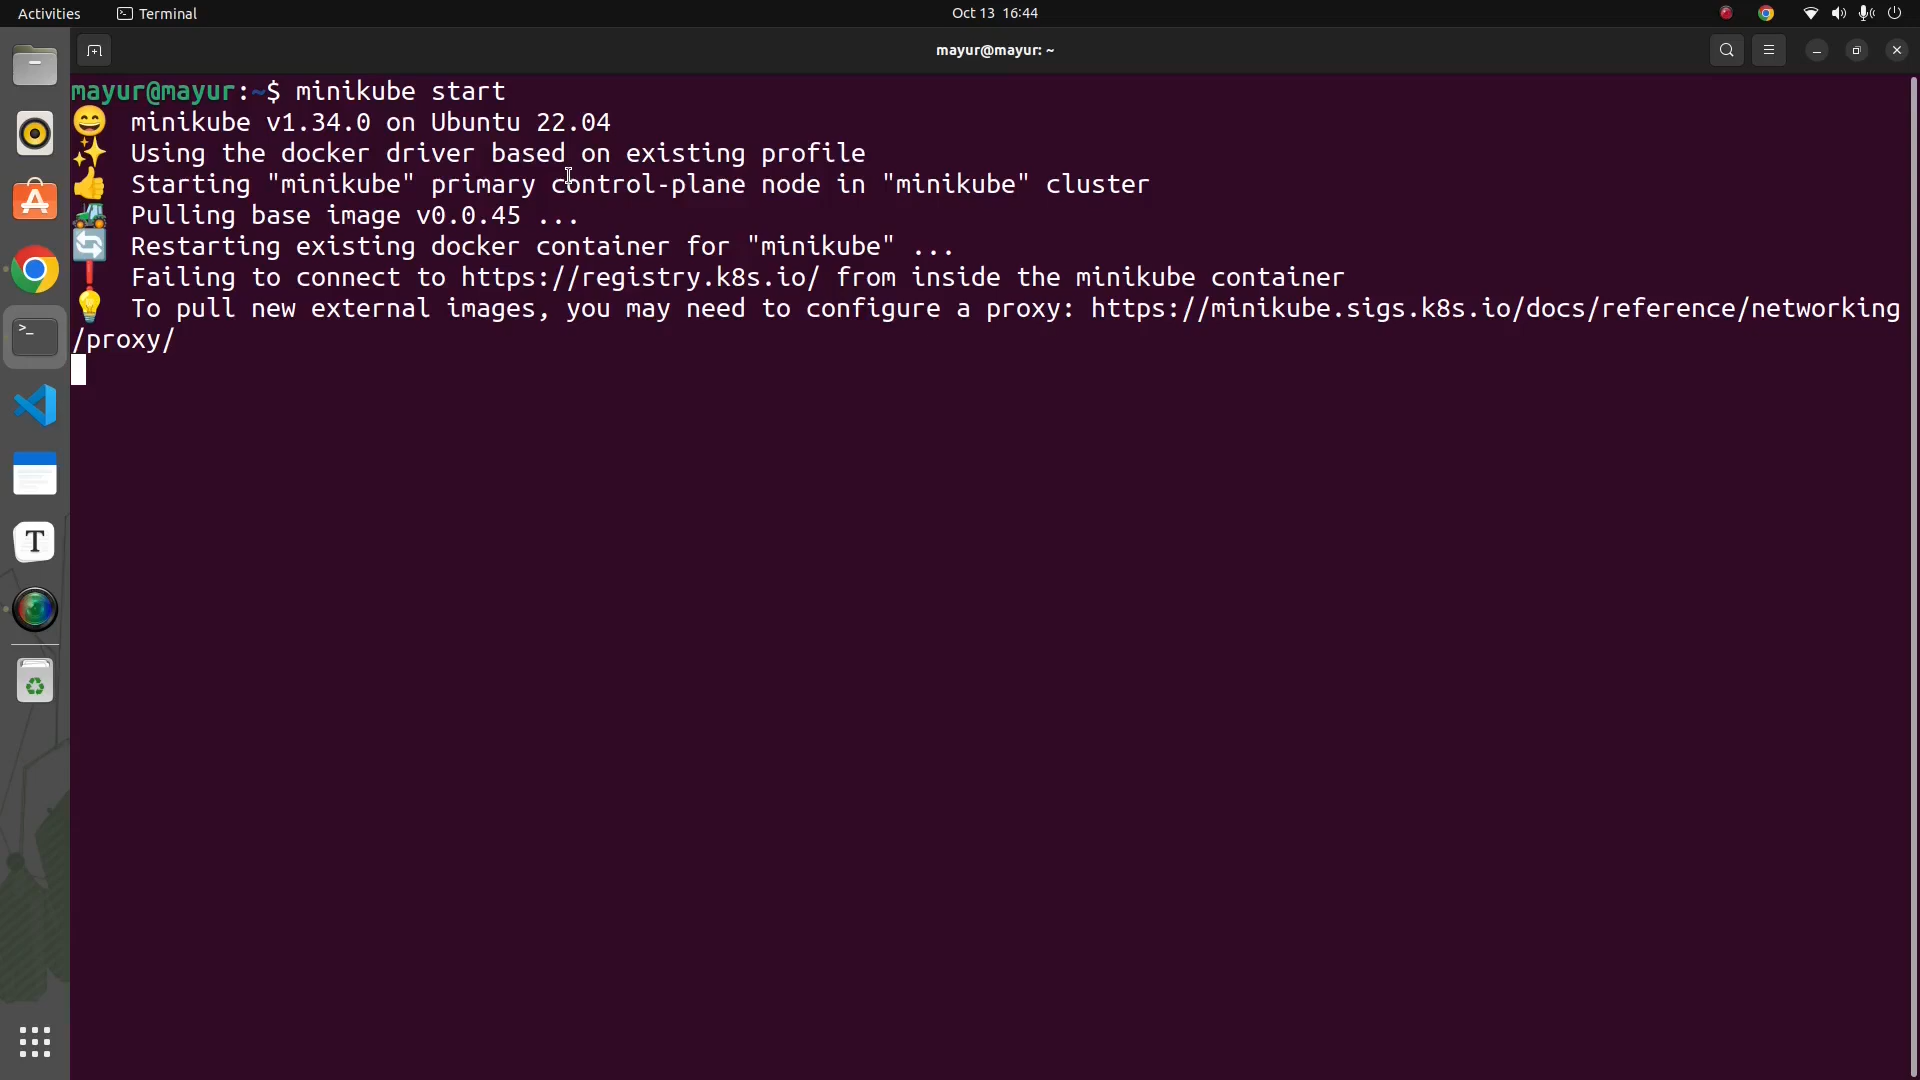 Activities Terminal Oct 13 16:44
mayur@mayur: ~
mayur@mayur:~$ minikube start
😄 minikube v1.34.0 on Ubuntu 22.04
✨ Using the docker driver based on existing profile
👍 Starting "minikube" primary control-plane node in "minikube" cluster
🚜 Pulling base image v0.0.45 ...
🔄 Restarting existing docker container for "minikube" ...
❗ Failing to connect to https://registry.k8s.io/ from inside the minikube container
💡 To pull new external images, you may need to configure a proxy: https://minikube.sigs.k8s.io/docs/reference/networking
/proxy/